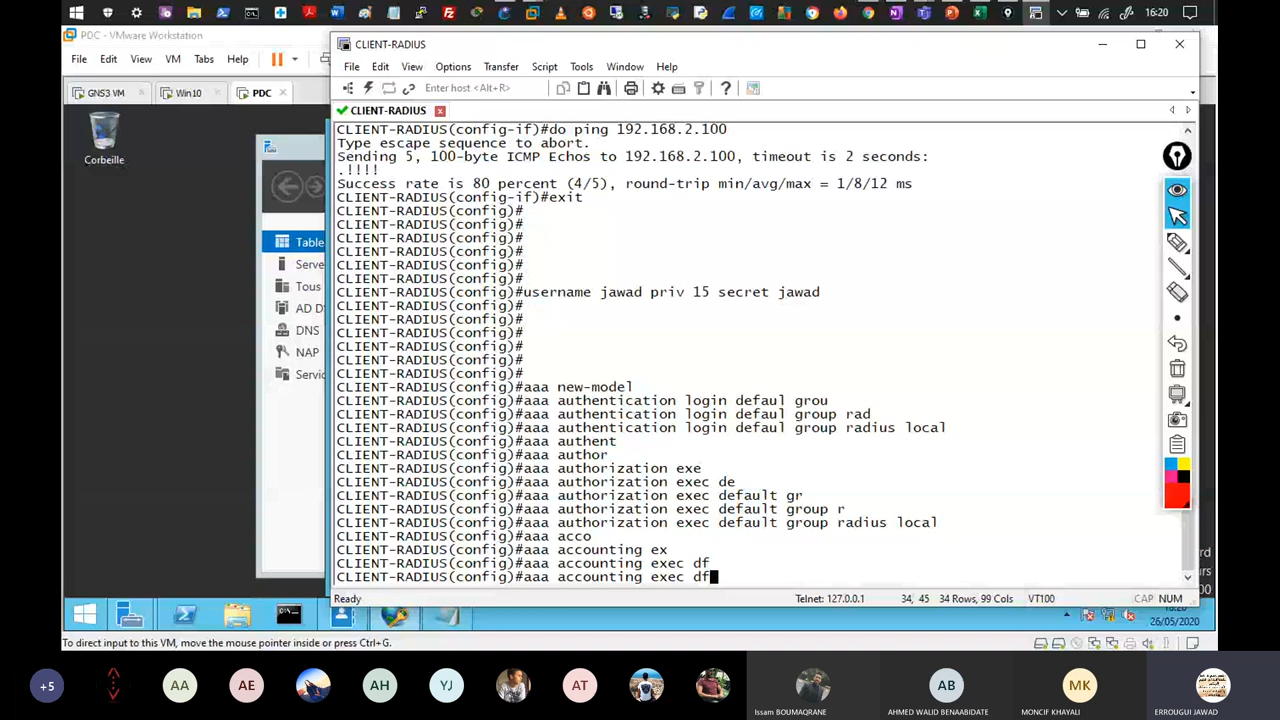 16:20
PDC - VMware Workstation
File Edit View VM Tabs Help
GNS3 VM
Win10
PDC
Corbeille
Table
Serve
Tous
AD D
DNS
NAP
Servic
CLIENT-RADIUS
File Edit View Options Transfer Script Tools Window Help
Enter host <Alt+R>
CLIENT-RADIUS
CLIENT-RADIUS(config-if)#do ping 192.168.2.100
Type escape sequence to abort.
Sending 5, 100-byte ICMP Echos to 192.168.2.100, timeout is 2 seconds:
.!!!!
Success rate is 80 percent (4/5), round-trip min/avg/max = 1/8/12 ms
CLIENT-RADIUS(config-if)#exit
CLIENT-RADIUS(config)#
CLIENT-RADIUS(config)#
CLIENT-RADIUS(config)#
CLIENT-RADIUS(config)#
CLIENT-RADIUS(config)#
CLIENT-RADIUS(config)#
CLIENT-RADIUS(config)#username jawad priv 15 secret jawad
CLIENT-RADIUS(config)#
CLIENT-RADIUS(config)#
CLIENT-RADIUS(config)#
CLIENT-RADIUS(config)#
CLIENT-RADIUS(config)#
CLIENT-RADIUS(config)#
CLIENT-RADIUS(config)#aaa new-model
CLIENT-RADIUS(config)#aaa authentication login defaul grou
CLIENT-RADIUS(config)#aaa authentication login defaul group rad
CLIENT-RADIUS(config)#aaa authentication login defaul group radius local
CLIENT-RADIUS(config)#aaa authent
CLIENT-RADIUS(config)#aaa author
CLIENT-RADIUS(config)#aaa authorization exe
CLIENT-RADIUS(config)#aaa authorization exec de
CLIENT-RADIUS(config)#aaa authorization exec default gr
CLIENT-RADIUS(config)#aaa authorization exec default group r
CLIENT-RADIUS(config)#aaa authorization exec default group radius local
CLIENT-RADIUS(config)#aaa acco
CLIENT-RADIUS(config)#aaa accounting ex
CLIENT-RADIUS(config)#aaa accounting exec df
CLIENT-RADIUS(config)#aaa accounting exec df
Ready Telnet: 127.0.0.1 34, 45 34 Rows, 99 Cols VT100 CAP NUM
26/05/2020
To direct input to this VM, move the mouse pointer inside or press Ctrl+G.
+5
AA
AE
AH
YJ
AT
AB
MK
Issam BOUMAQRANE
AHMED WALID BENAABIDATE
MONCIF KHAYALI
ERROUGUI JAWAD